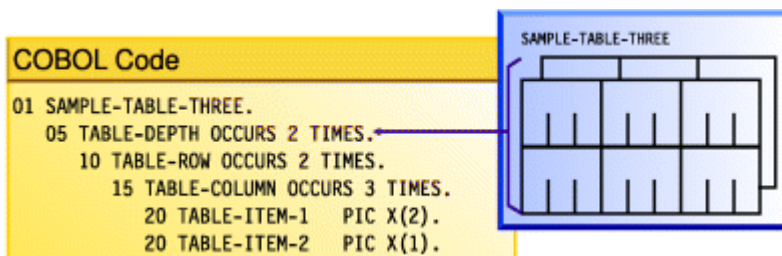 COBOL Code
01 SAMPLE-TABLE-THREE.
05 TABLE-DEPTH OCCURS 2 TIMES.
10 TABLE-ROW OCCURS 2 TIMES.
15 TABLE-COLUMN OCCURS 3 TIMES.
20 TABLE-ITEM-1 PIC X(2).
20 TABLE-ITEM-2 PIC X(1).
SAMPLE-TABLE-THREE